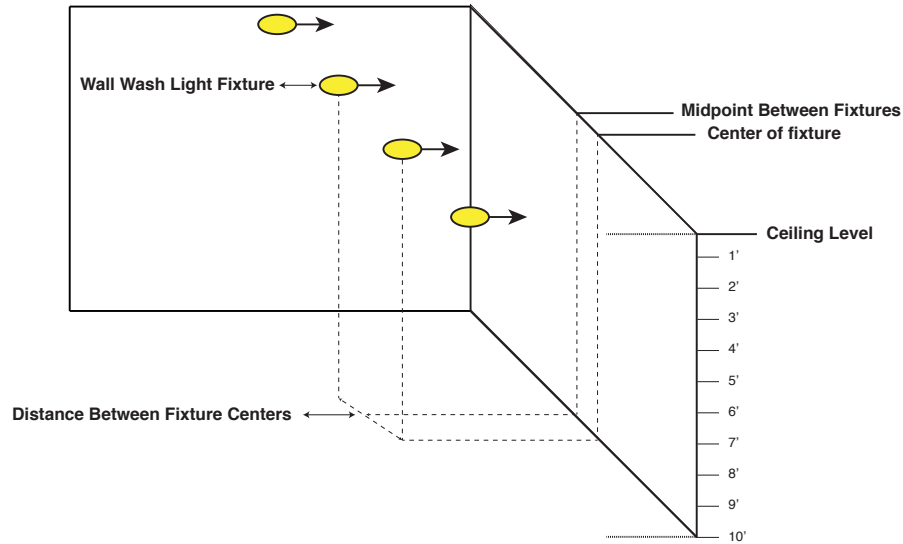 Wall Wash Light Fixture
Midpoint Between Fixtures
Center of fixture
Ceiling Level
1’
2’
3’
4’
5’
6’
Distance Between Fixture Centers
7’
8’
9’
10’